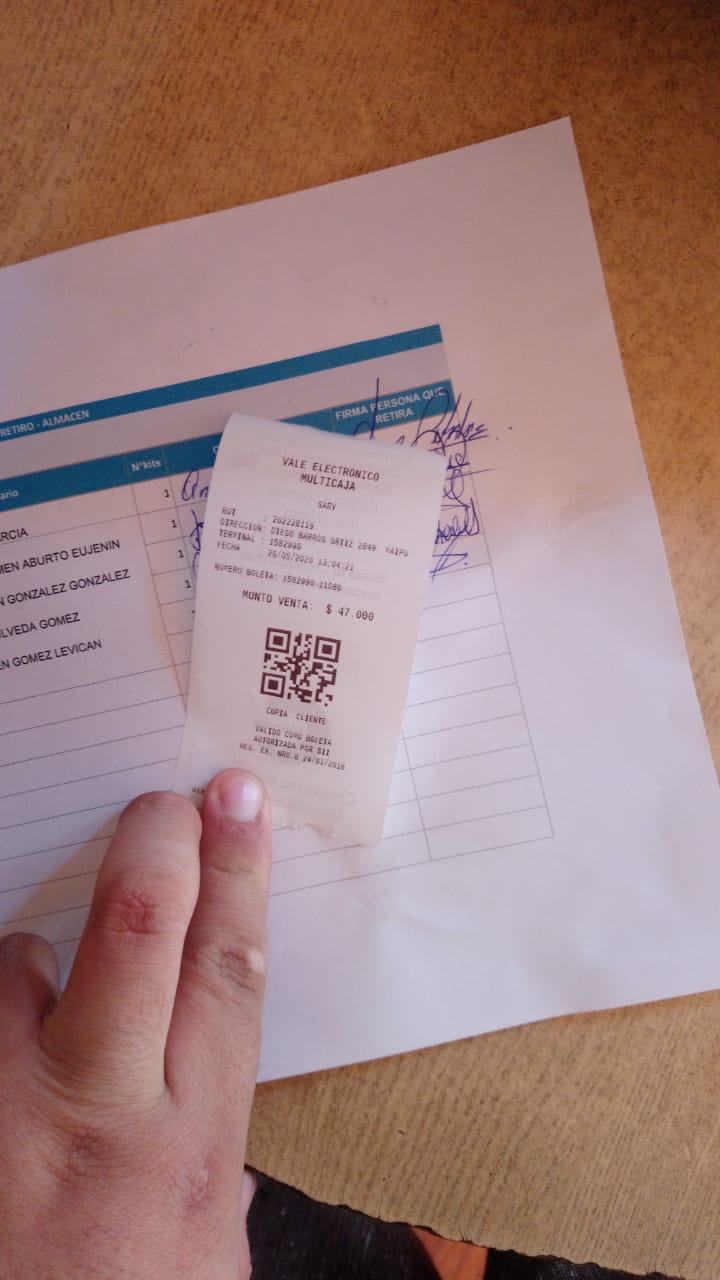 RETIRO - ALMACEN
FIRMA PERSONA QUE
RETIRA
ario
N°kits
RCIA
1
MEN ABURTO EUJENIN
1
N GONZALEZ GONZALEZ
1
LVEDA GOMEZ
1
EN GOMEZ LEVICAN
VALE ELECTRONICO
MULTICAJA
SARV
RUT : 202228119
DIRECCION: DIEGO BARROS ORTIZ 2849, MAIPU
TERMINAL : 1582990
FECHA : 26/05/2020 13:04:21
NUMERO BOLETA: 1582990-11080
MONTO VENTA: $ 47.000
COPIA CLIENTE
VALIDO COMO BOLETA
AUTORIZADA POR SII
RES. EX. NRO.8 24/01/2018